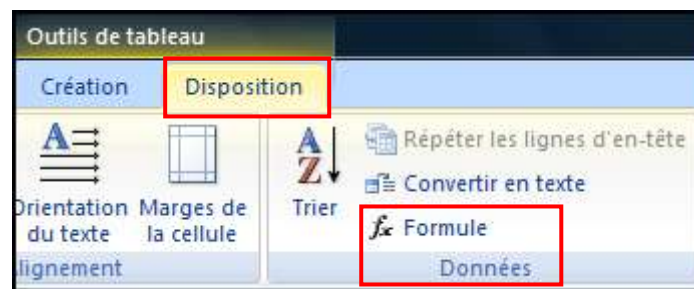 Outils de tableau
Création Disposition
Répéter les lignes d'en-tête
Convertir en texte
Orientation du texte
Marges de la cellule
Trier
Formule
lignement
Données